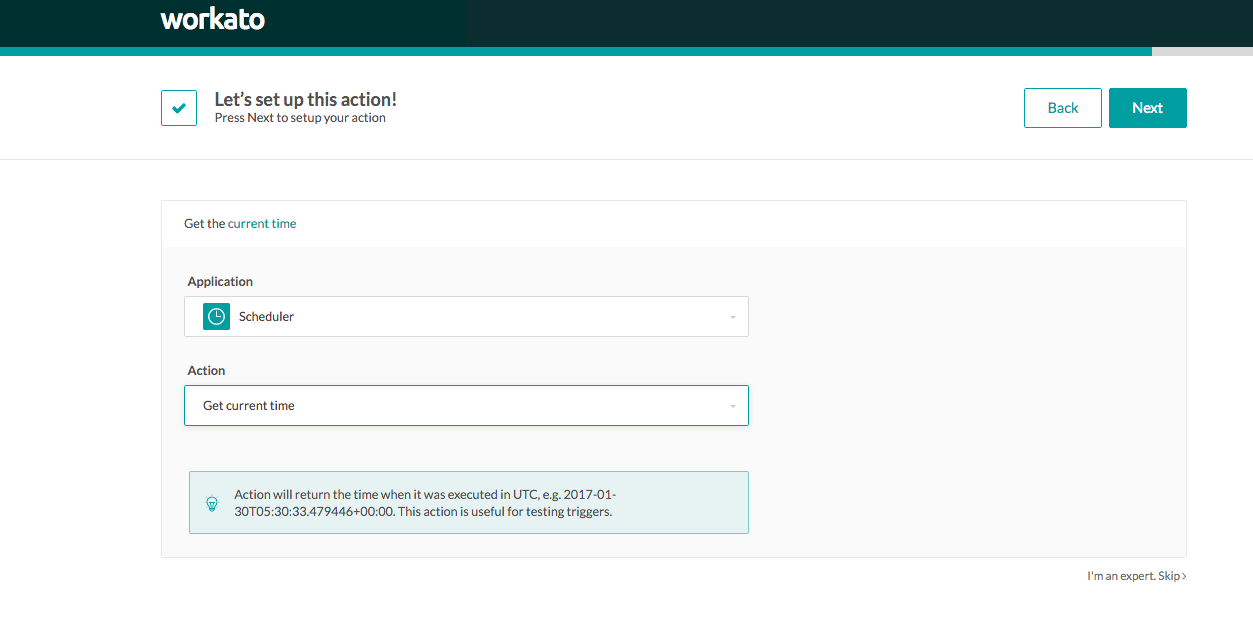 workato
Let's set up this action!
Press Next to setup your action
Back
Next
Get the current time
Application
Scheduler
Action
Get current time
Action will return the time when it was executed in UTC, e.g. 2017-01-
30T05:30:33.479446+00:00. This action is useful for testing triggers.
I'm an expert. Skip